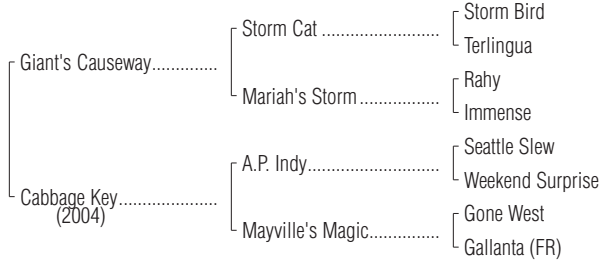 Storm Bird
Storm Cat ........................
Terlingua
Giant's Causeway..............
Rahy
Mariah's Storm ................
Immense
Seattle Slew
A.P. Indy...........................
Weekend Surprise
Cabbage Key.....................
(2004)
Gone West
Mayville's Magic...............
Gallanta (FR)